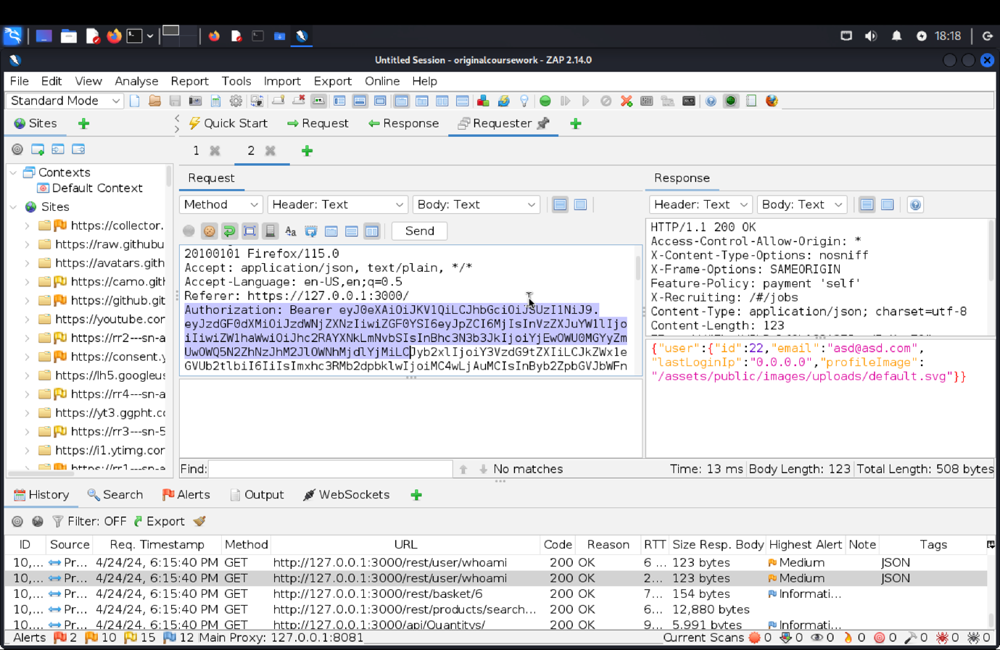 18:18
Untitled Session - originalcoursework - ZAP 2.14.0
File Edit View Analyse Report Tools Import Export Online Help
Standard Mode
Sites
Quick Start Request Response Requester
1 2
Request
Response
Method Header: Text Body: Text
Header: Text Body: Text
Send
Contexts
Default Context
Sites
https://collector.
https://raw.githubu
https://avatars.gith
https://camo.gitl
https://github.git
https://youtube.cor
https://rr2---sn-a
https://consent.y
https://lh5.googleus
https://rr4---sn-a
https://yt3.ggpht.cc
https://rr3---sn-5
https://i1.ytimg.cor
https://rr1---sn-a
20100101 Firefox/115.0
Accept: application/json, text/plain, */*
Accept-Language: en-US,en;q=0.5
Referer: https://127.0.0.1:3000/
Authorization: Bearer eyJ0eXAiOiJKV1QiLCJhbGciOiJSUzI1NiJ9.
eyJzdGF0dXMiOiJzdWNjZXNzIiwiZGF0YSI6eyJpZCI6MjIsInVzZXJuYW1lIjo
iIiwiZW1haWwiOiJhc2RAYXNkLmNvbSIsInBhc3N3b3JkIjoiYjEwOWU0MGYyZm
UwOWQ5N2ZhNzJhM2JlOWNhMjdlYjMiLCJyb2xlIjoiY3VzdG9tZXIiLCJkZWx1e
GVUb2tlbiI6IiIsImxhc3RMb2dpbklwIjoiMC4wLjAuMCIsInByb2ZpbGVJbWFn
HTTP/1.1 200 OK
Access-Control-Allow-Origin: *
X-Content-Type-Options: nosniff
X-Frame-Options: SAMEORIGIN
Feature-Policy: payment 'self'
X-Recruiting: /#/jobs
Content-Type: application/json; charset=utf-8
Content-Length: 123
{"user":{"id":22,"email":"asd@asd.com",
"lastLoginIp":"0.0.0.0","profileImage":
"/assets/public/images/uploads/default.svg"}}
Find: No matches
Time: 13 ms Body Length: 123 Total Length: 508 bytes
History Search Alerts Output WebSockets
Filter: OFF Export
ID Source Req. Timestamp Method URL Code Reason RTT Size Resp. Body Highest Alert Note Tags
10,... Pr... 4/24/24, 6:15:40 PM GET http://127.0.0.1:3000/rest/user/whoami 200 OK 6 ... 123 bytes Medium JSON
10,... Pr... 4/24/24, 6:15:40 PM GET http://127.0.0.1:3000/rest/user/whoami 200 OK 2... 123 bytes Medium JSON
10,... Pr... 4/24/24, 6:15:40 PM GET http://127.0.0.1:3000/rest/basket/6 200 OK 7... 154 bytes Informati...
10,... Pr... 4/24/24, 6:15:40 PM GET http://127.0.0.1:3000/rest/products/search... 200 OK 6... 12,880 bytes
10,... Pr... 4/24/24, 6:15:40 PM GET http://127.0.0.1:3000/api/Quantitys/ 200 OK 9... 5,991 bytes Informati...
Alerts 2 10 15 12 Main Proxy: 127.0.0.1:8081
Current Scans 0 0 0 0 0 0 0 0